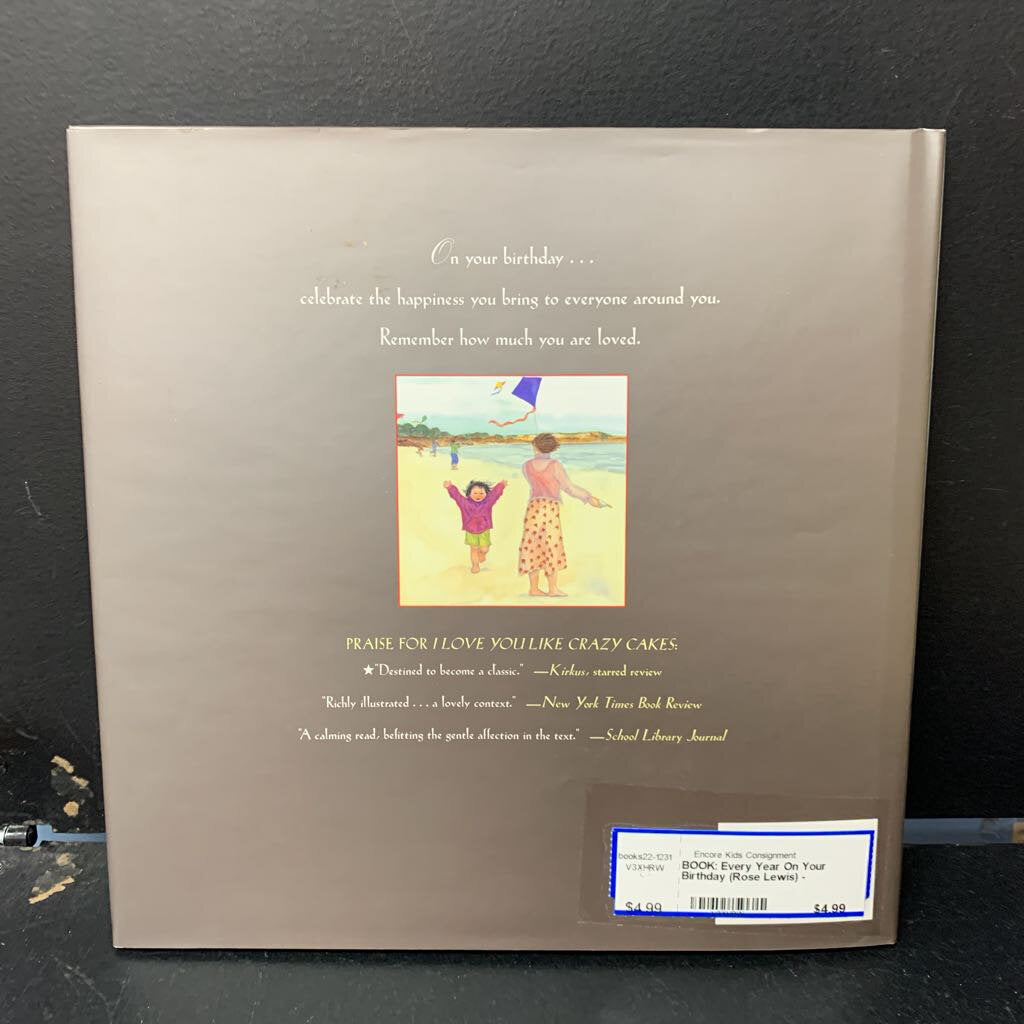 On your birthday . . .
celebrate the happiness you bring to everyone around you.
Remember how much you are loved.
PRAISE FOR I LOVE YOU LIKE CRAZY CAKES:
★"Destined to become a classic." —Kirkus, starred review
"Richly illustrated . . . a lovely context." —New York Times Book Review
"A calming read, befitting the gentle affection in the text." —School Library Journal
books22-1231
V3XHRW
Encore Kids Consignment
BOOK: Every Year On Your
Birthday (Rose Lewis) -
$4.99
$4.99